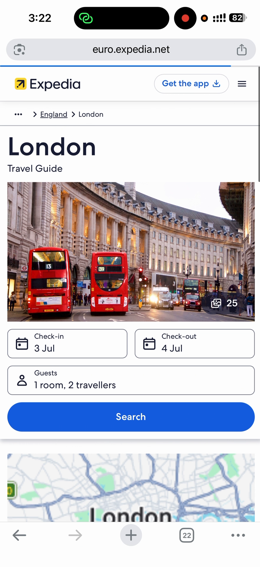 3:22
82
euro.expedia.net
Expedia
Get the app
England
London
London
Travel Guide
13
25
Check-in
3 Jul
Check-out
4 Jul
Guests
1 room, 2 travellers
Search
London
22